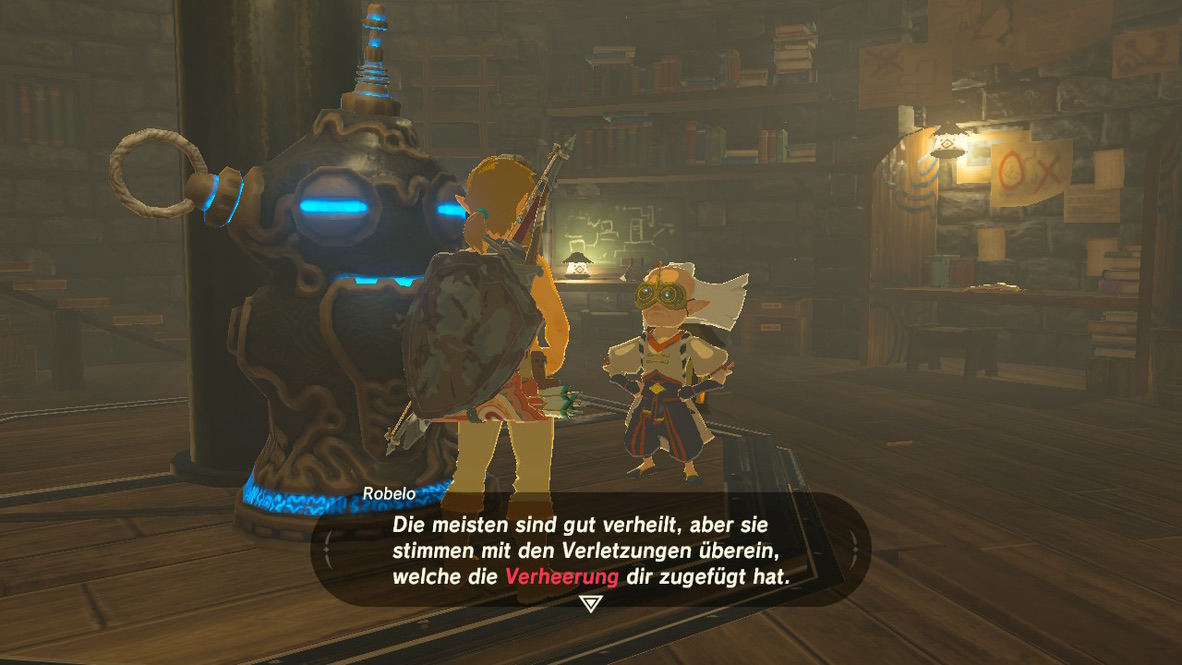 Robelo
Die meisten sind gut verheilt, aber sie
stimmen mit den Verletzungen überein,
welche die Verheerung dir zugefügt hat.